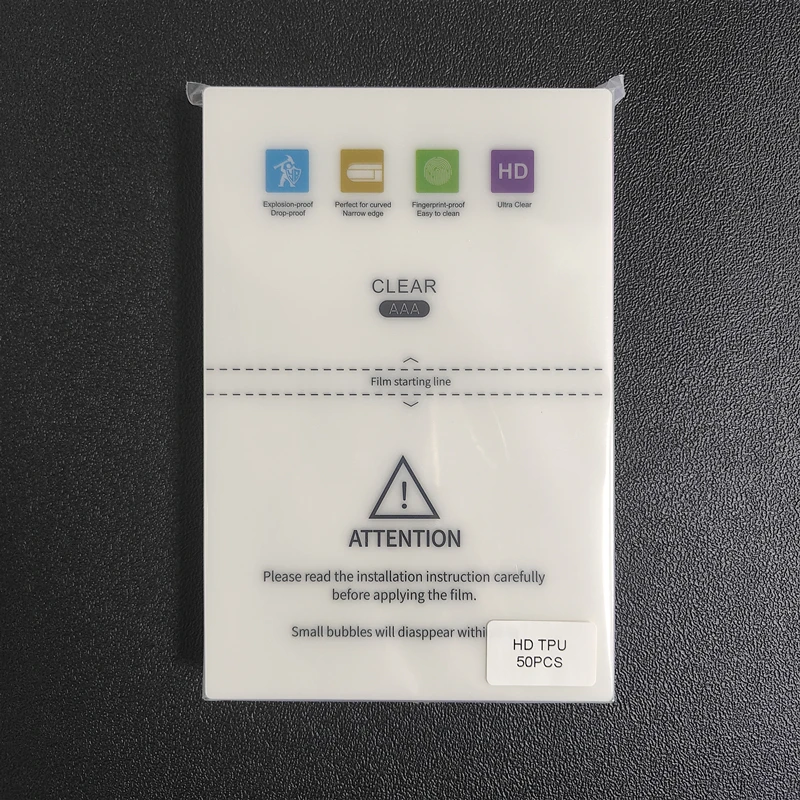 Explosion-proof
Drop-proof
Perfect for curved
Narrow edge
Fingerprint-proof
Easy to clean
HD
Ultra Clear
CLEAR
AAA
Film starting line
!
ATTENTION
Please read the installation instruction carefully
before applying the film.
Small bubbles will diasppear withi
HD TPU
50PCS